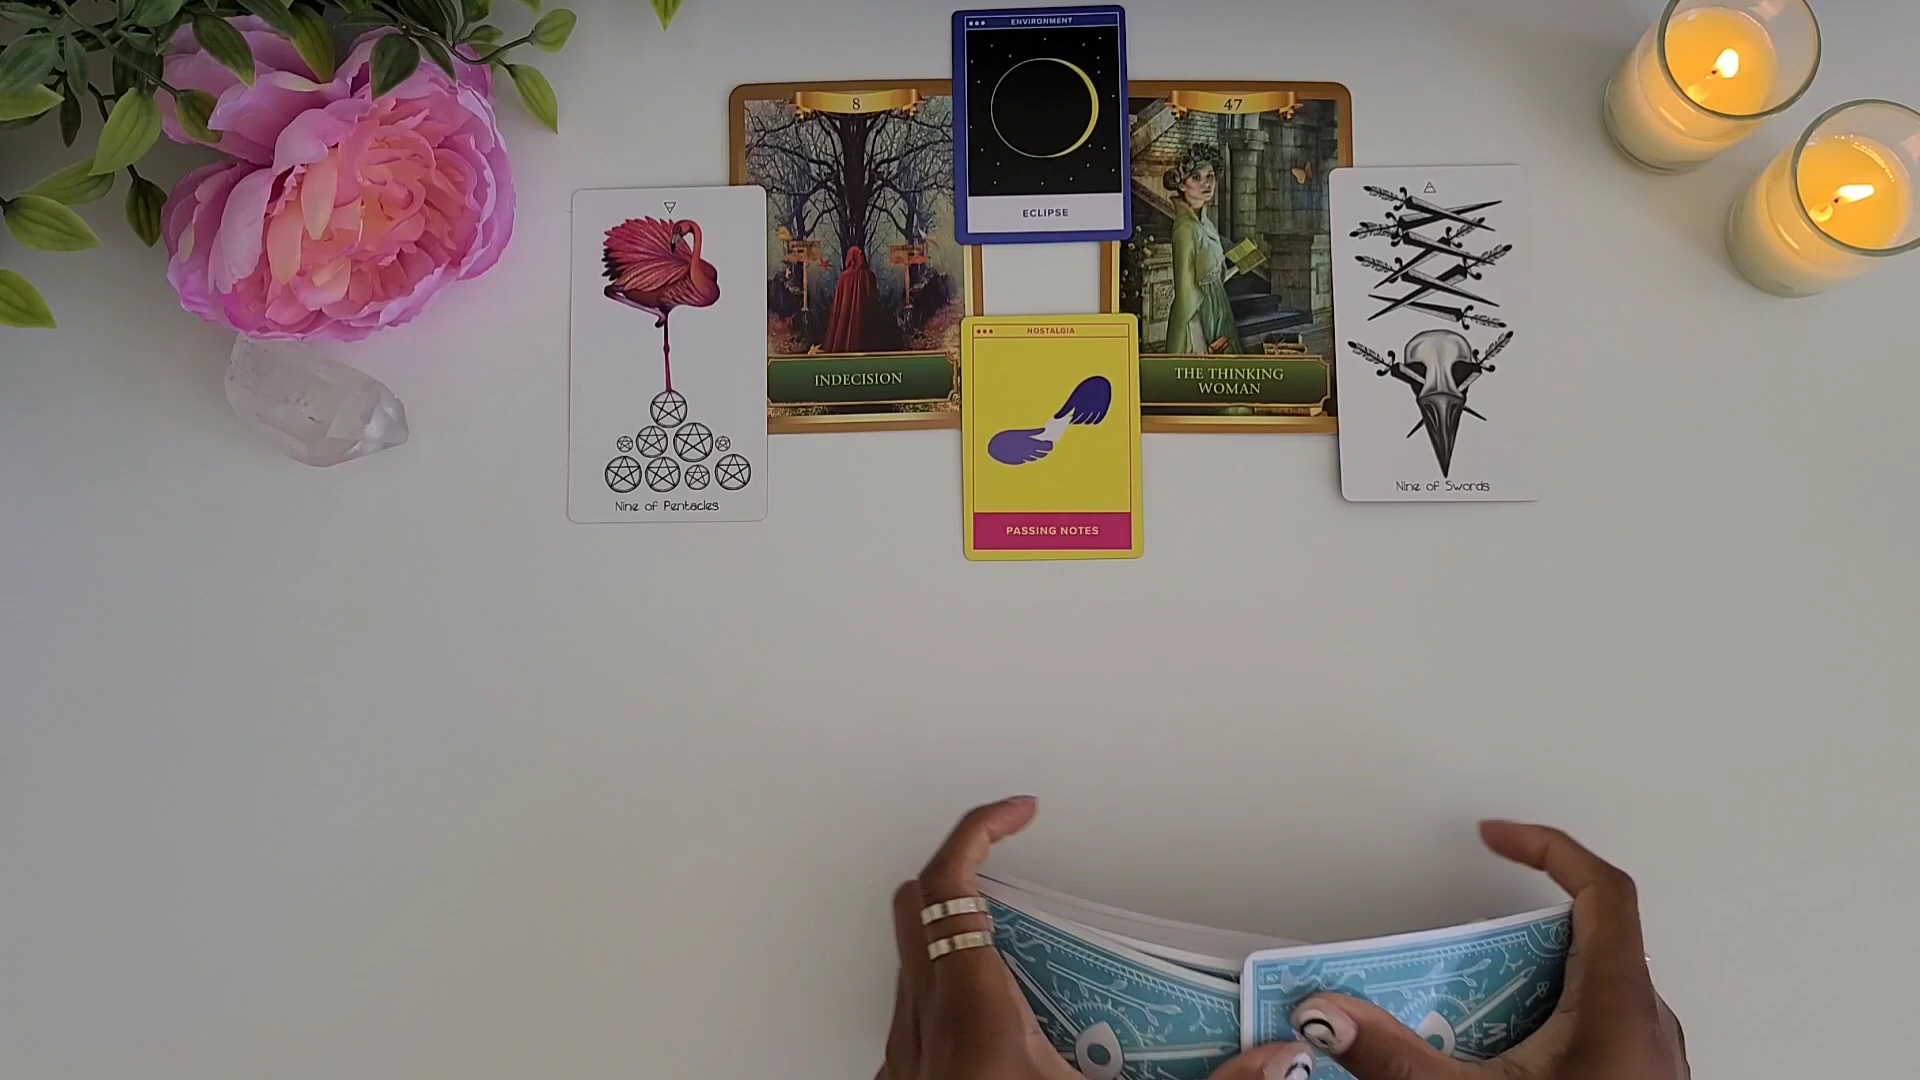 ENVIRONMENT
ECLIPSE
8
INDECISION
47
THE THINKING
WOMAN
NOSTALGIA
PASSING NOTES
Nine of Pentacles
Nine of Swords
M